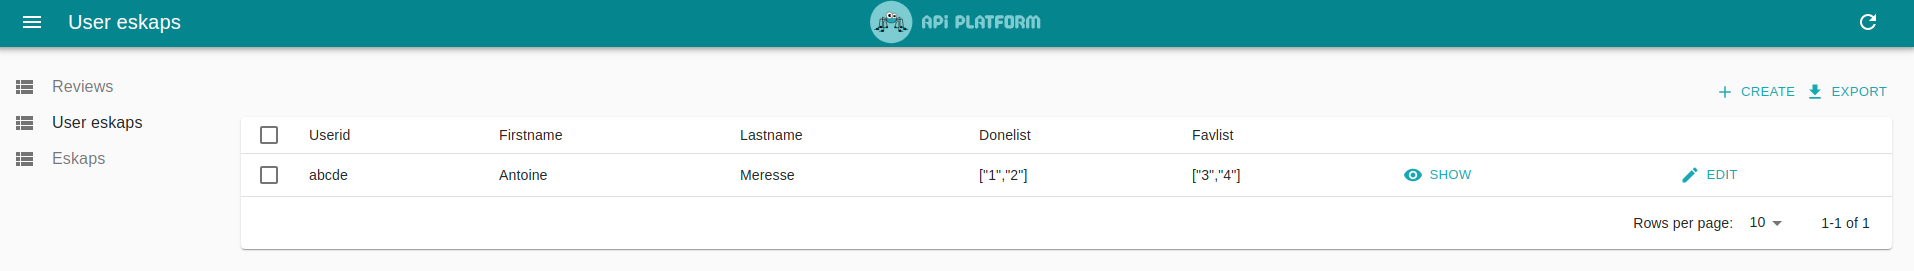 User eskaps
API PLATFORM
Reviews
User eskaps
Eskaps
CREATE EXPORT
Userid Firstname Lastname Donelist Favlist
abcde Antoine Meresse ["1","2"] ["3","4"] SHOW EDIT
Rows per page: 10 1-1 of 1